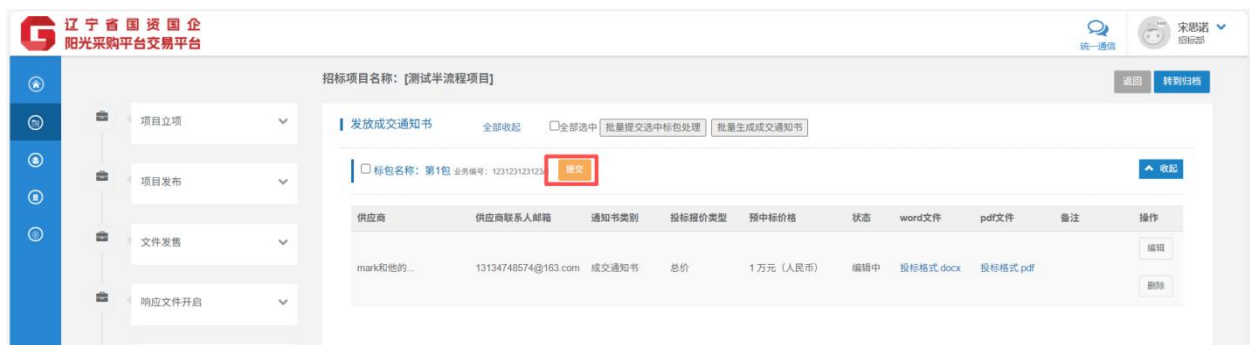 辽宁省国资国企
阳光采购平台交易平台
统一通信
宋思诺
招标部
招标项目名称：[测试半流程项目]
返回
转到归档
项目立项
项目发布
文件发售
响应文件开启
发放成交通知书 全部收起 全部选中 批量提交选中标包处理 批量生成成交通知书
标包名称：第1包 业务编号：123123123123 提交
收起
供应商 供应商联系人邮箱 通知书类别 投标报价类型 预中标价格 状态 word文件 pdf文件 备注 操作
mark和他的... 13134748574@163.com 成交通知书 总价 1万元（人民币） 编辑中 投标格式.docx 投标格式.pdf
编辑
删除